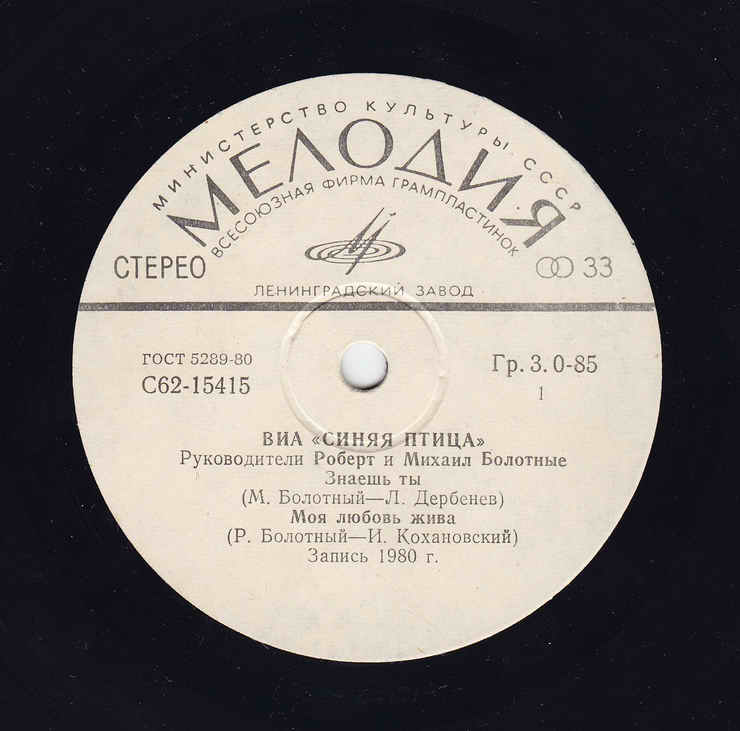 МИНИСТЕРСТВО КУЛЬТУРЫ СССР
МЕЛОДИЯ
ВСЕСОЮЗНАЯ ФИРМА ГРАМПЛАСТИНОК
СТЕРЕО
33
ЛЕНИНГРАДСКИЙ ЗАВОД
ГОСТ 5289-80
Гр. 3. 0-85
С62-15415
1
ВИА «СИНЯЯ ПТИЦА»
Руководители Роберт и Михаил Болотные
Знаешь ты
(М. Болотный—Л. Дербенев)
Моя любовь жива
(Р. Болотный—И. Кохановский)
Запись 1980 г.